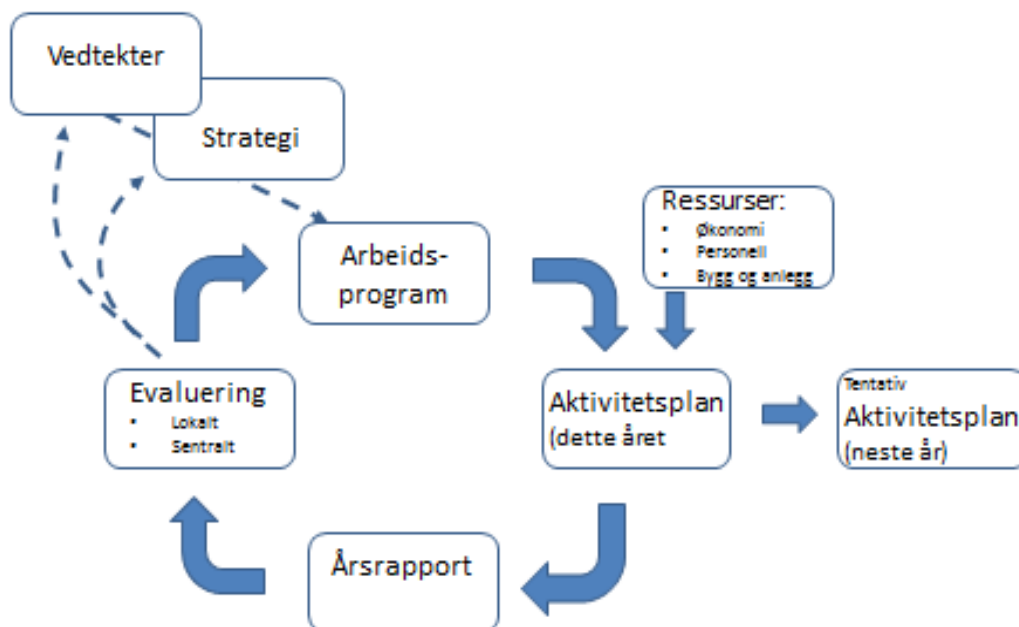 Vedtekter
Strategi
Arbeids-
program
Ressurser:
• Økonomi
• Personell
• Bygg og anlegg
Evaluering
• Lokalt
• Sentralt
Aktivitetsplan
(dette året
Tentativ
Aktivitetsplan
(neste år)
Årsrapport